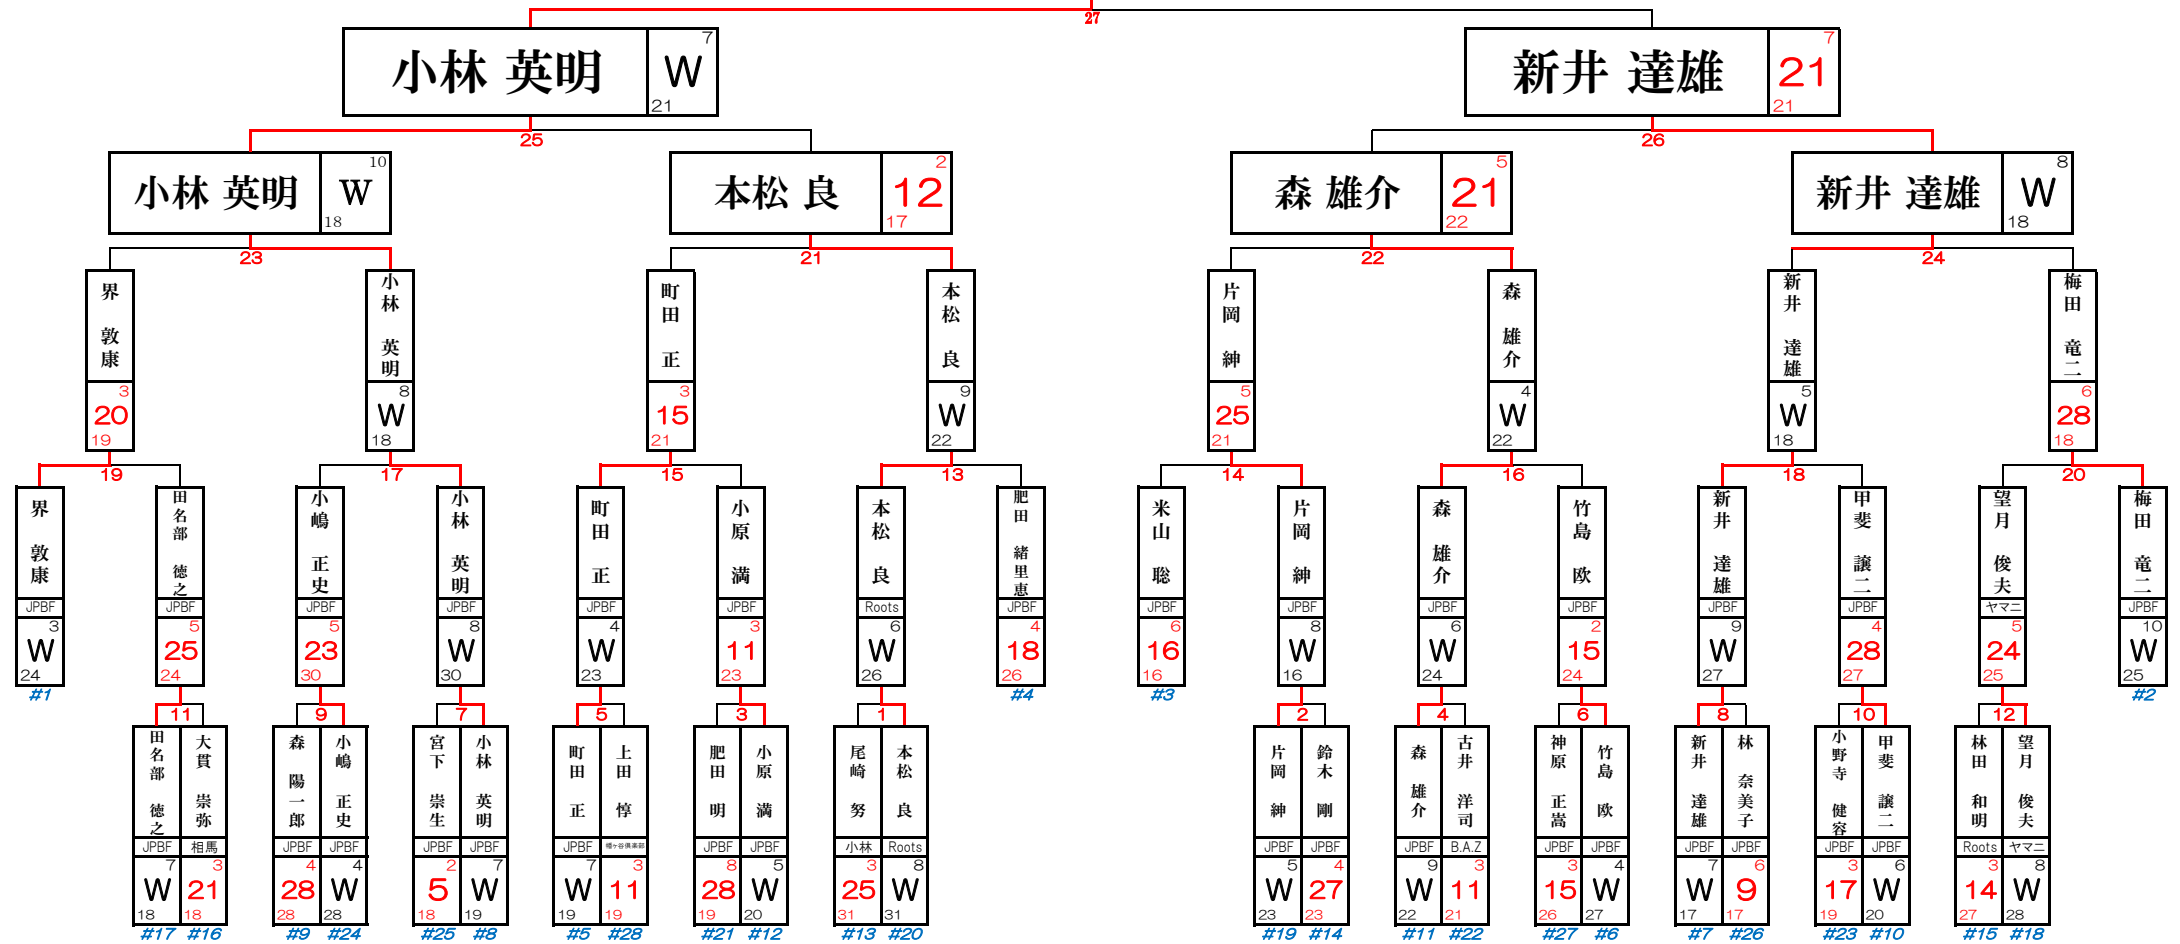 27
小林 英明 7 W 21
新井 達雄 7 21 21
25
26
小林 英明 10 W 18
本松 良 2 12 17
森 雄介 5 21 22
新井 達雄 8 W 18
23
21
22
24
界 敦康 3 20 19
小林 英明 8 W 18
町田 正 3 15 21
本松 良 9 W 22
片岡 紳 5 25 21
森 雄介 4 W 22
新井 達雄 5 W 18
梅田 竜二 6 28 18
19
17
15
13
14
16
18
20
界 敦康 JPBF 3 W 24 #1
田名部 徳之 JPBF 5 25 24
小嶋 正史 JPBF 5 23 30
小林 英明 JPBF 8 W 30
町田 正 JPBF 4 W 23
小原 満 JPBF 3 11 23
本松 良 Roots 6 W 26
肥田 緒里恵 JPBF 4 18 26 #4
米山 聡 JPBF 6 16 16 #3
片岡 紳 JPBF 8 W 16
森 雄介 JPBF 6 W 24
竹島 欧 JPBF 2 15 24
新井 達雄 JPBF 9 W 27
甲斐 譲二 JPBF 4 28 27
望月 俊夫 ヤマニ 5 24 25
梅田 竜二 JPBF 10 W 25 #2
11
9
7
5
3
1
2
4
6
8
10
12
田名部 徳之 JPBF 7 W 18 #17
大貫 崇弥 相馬 3 21 18 #16
森 陽一郎 JPBF 4 28 28 #9
小嶋 正史 JPBF 4 W 28 #24
宮下 崇生 JPBF 2 5 18 #25
小林 英明 JPBF 7 W 19 #8
町田 正 JPBF 7 W 19 #5
上田 惇 幡ヶ谷倶楽部 3 11 19 #28
肥田 明 JPBF 8 28 19 #21
小原 満 JPBF 5 W 20 #12
尾崎 努 小林 3 25 31 #13
本松 良 Roots 8 W 31 #20
片岡 紳 JPBF 5 W 23 #19
鈴木 剛 JPBF 4 27 23 #14
森 雄介 JPBF 9 W 22 #11
古井 洋司 B.A.Z 3 11 21 #22
神原 正嵩 JPBF 3 15 26 #27
竹島 欧 JPBF 4 W 27 #6
新井 達雄 JPBF 7 W 17 #7
林 奈美子 JPBF 6 9 17 #26
小野寺 健容 JPBF 3 17 19 #23
甲斐 譲二 JPBF 6 W 20 #10
林田 和明 Roots 3 14 27 #15
望月 俊夫 ヤマニ 8 W 28 #18